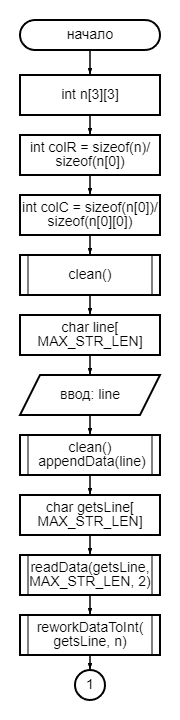 начало
int n[3][3]
int colR = sizeof(n)/
sizeof(n[0])
int colC = sizeof(n[0])/
sizeof(n[0][0])
clean()
char line[
MAX_STR_LEN]
ввод: line
clean()
appendData(line)
char getsLine[
MAX_STR_LEN]
readData(getsLine,
MAX_STR_LEN, 2)
reworkDataToInt(
getsLine, n)
1